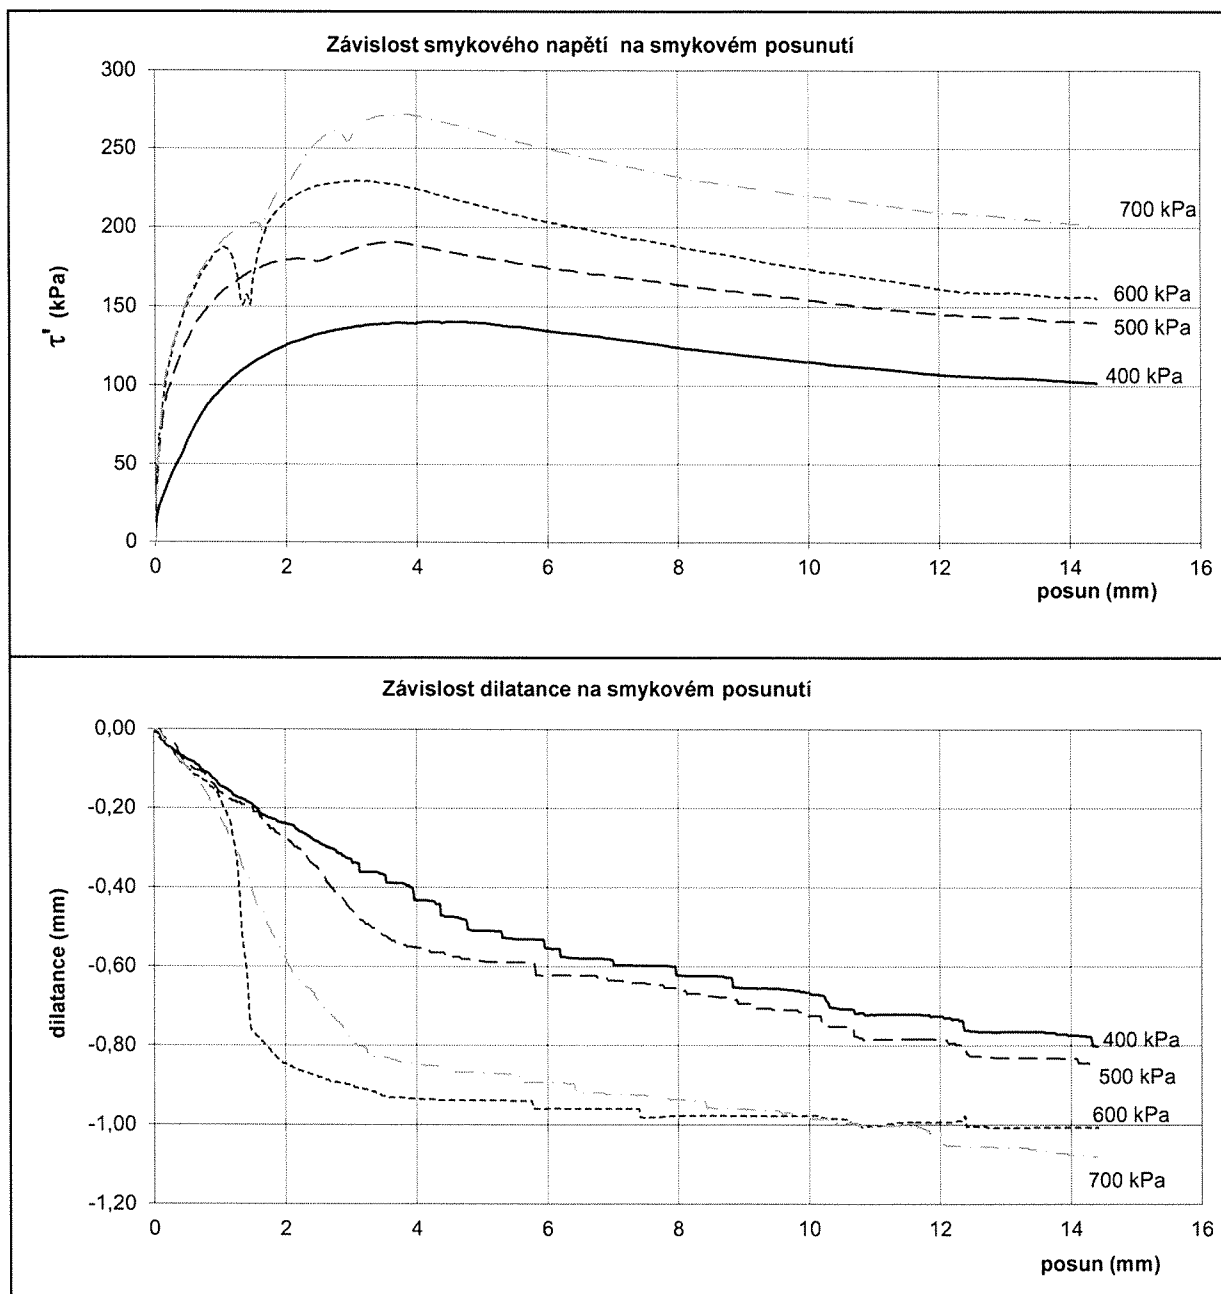 Závislost smykového napětí na smykovém posunutí
300
250
200
150
100
50
0
τ' (kPa)
700 kPa
600 kPa
500 kPa
400 kPa
0 2 4 6 8 10 12 14 16
posun (mm)
Závislost dilatance na smykovém posunutí
0,00
-0,20
-0,40
-0,60
-0,80
-1,00
-1,20
dilatance (mm)
400 kPa
500 kPa
600 kPa
700 kPa
0 2 4 6 8 10 12 14 16
posun (mm)